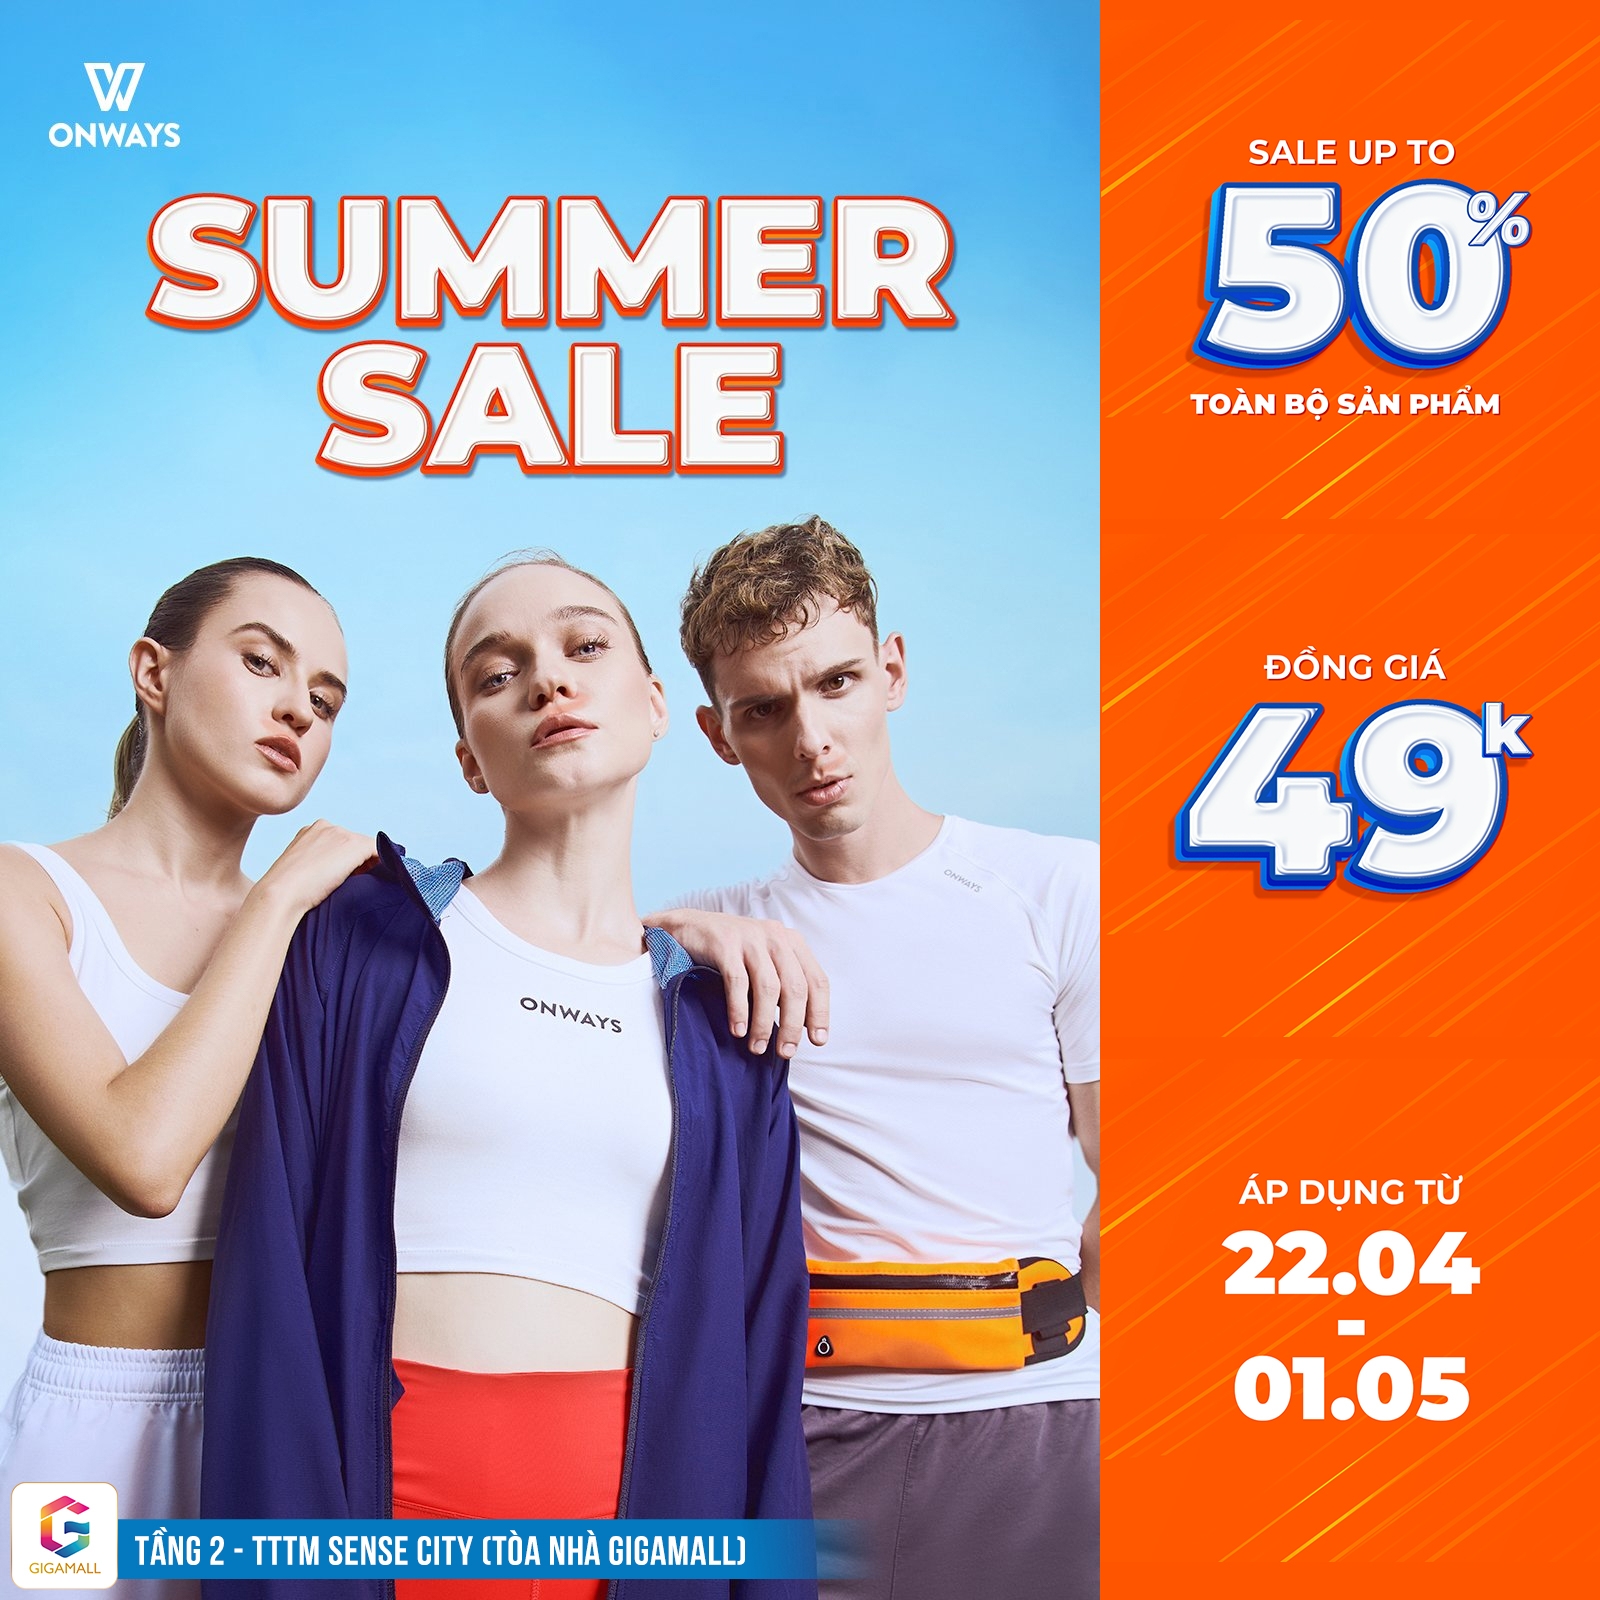 ONWAYS
SUMMER
SALE
SALE UP TO
50%
TOÀN BỘ SẢN PHẨM
ĐỒNG GIÁ
49k
ÁP DỤNG TỪ
22.04
-
01.05
ONWAYS
ONWAYS
GIGAMALL
TẦNG 2 - TTTM SENSE CITY (TÒA NHÀ GIGAMALL)